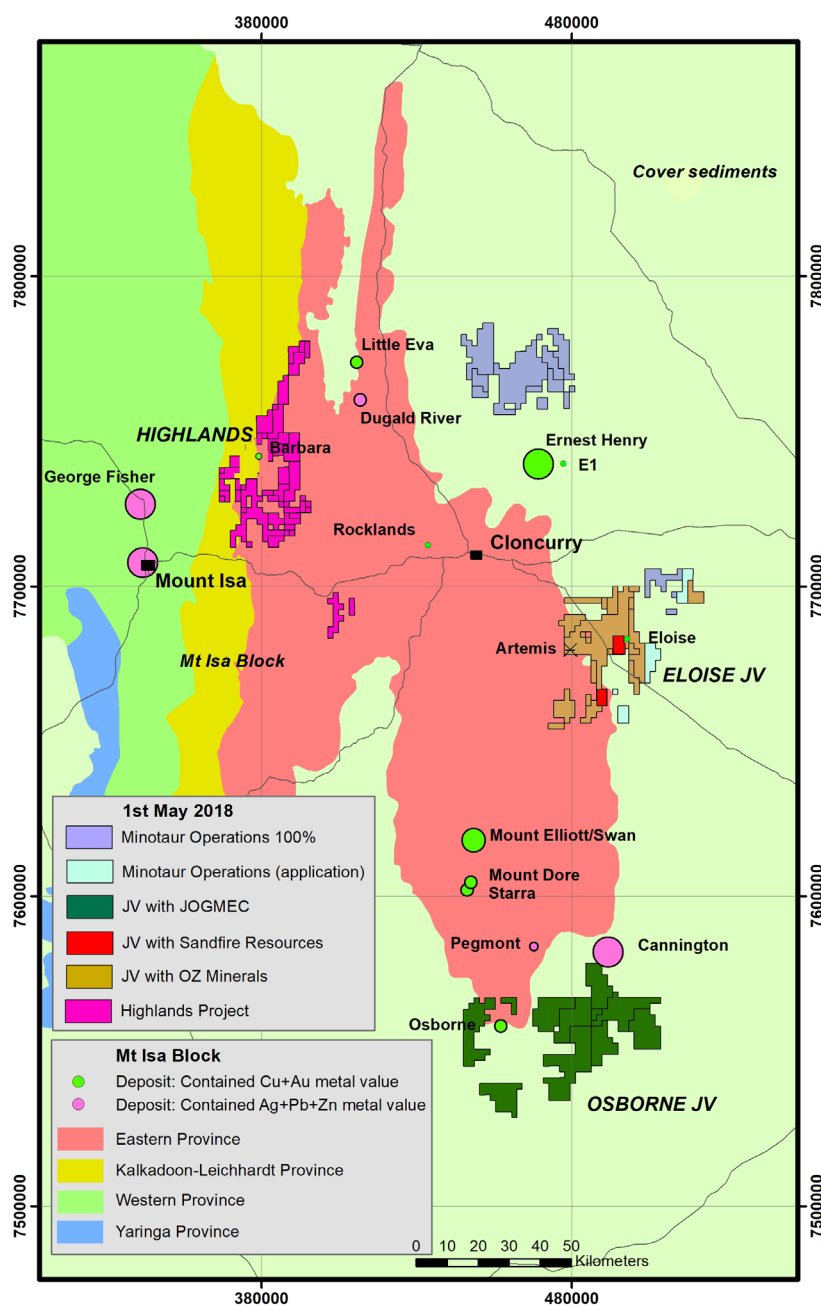 380000
480000
Cover sediments
7800000
7800000
Little Eva
Dugald River
HIGHLANDS
Barbara
Ernest Henry
E1
George Fisher
Rocklands
Cloncurry
Mount Isa
7700000
7700000
Artemis
Eloise
Mt Isa Block
ELOISE JV
1st May 2018
Minotaur Operations 100%
Minotaur Operations (application)
JV with JOGMEC
JV with Sandfire Resources
JV with OZ Minerals
Highlands Project
Mount Elliott/Swan
Mount Dore
Starra
7600000
7600000
Pegmont
Cannington
Osborne
OSBORNE JV
Mt Isa Block
Deposit: Contained Cu+Au metal value
Deposit: Contained Ag+Pb+Zn metal value
Eastern Province
Kalkadoon-Leichhardt Province
Western Province
Yaringa Province
7500000
7500000
0 10 20 30 40 50
Kilometers
380000
480000